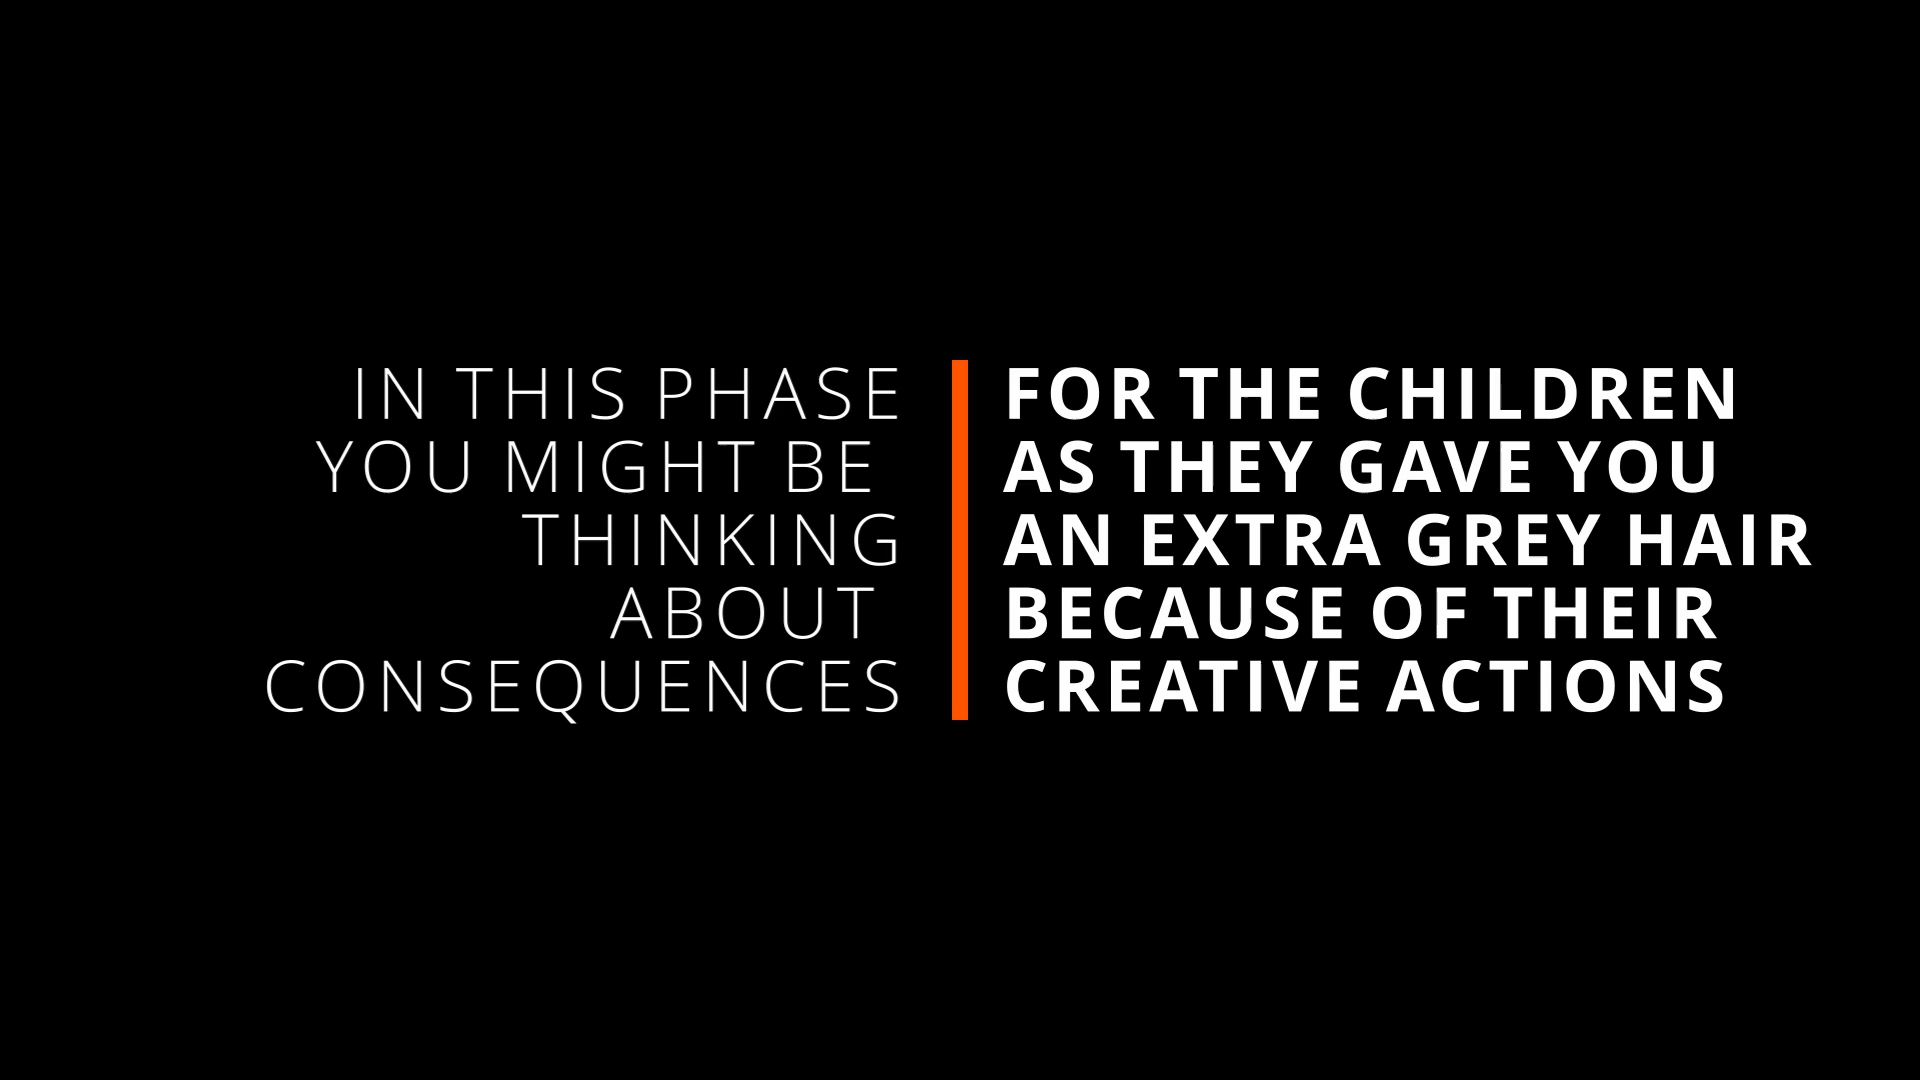 IN THIS PHASE
YOU MIGHT BE
THINKING
ABOUT
CONSEQUENCES
FOR THE CHILDREN
AS THEY GAVE YOU
AN EXTRA GREY HAIR
BECAUSE OF THEIR
CREATIVE ACTIONS